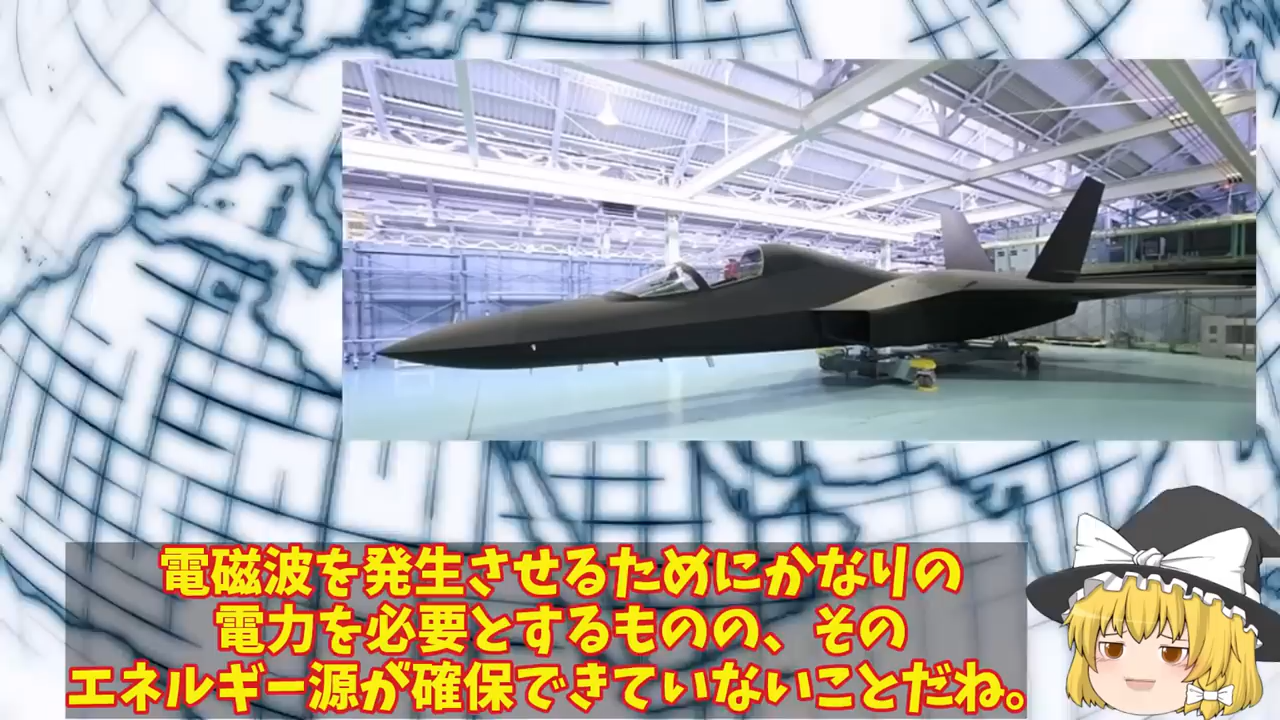 電磁波を発生させるためにかなりの
電力を必要とするものの、その
エネルギー源が確保できていないことだね。